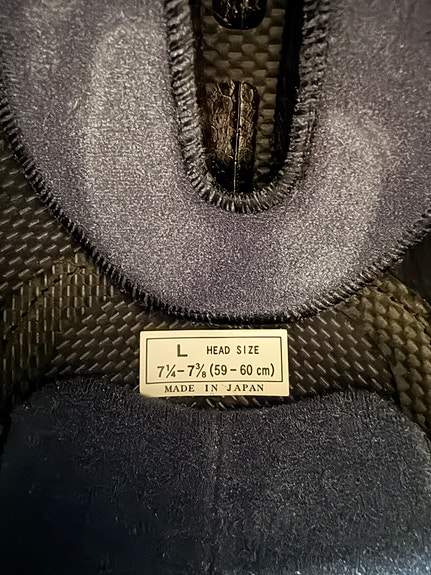 L HEAD SIZE
7¼-7⅜ (59-60 cm)
MADE IN JAPAN